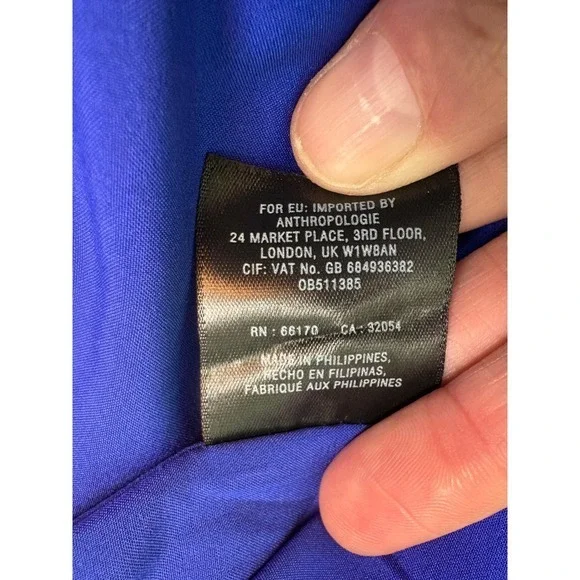 FOR EU: IMPORTED BY
ANTHROPOLOGIE
24 MARKET PLACE, 3RD FLOOR,
LONDON, UK W1W8AN
CIF: VAT No. GB 684936382
OB511385
RN : 66170 CA : 32054
MADE IN PHILIPPINES,
HECHO EN FILIPINAS,
FABRIQUÉ AUX PHILIPPINES